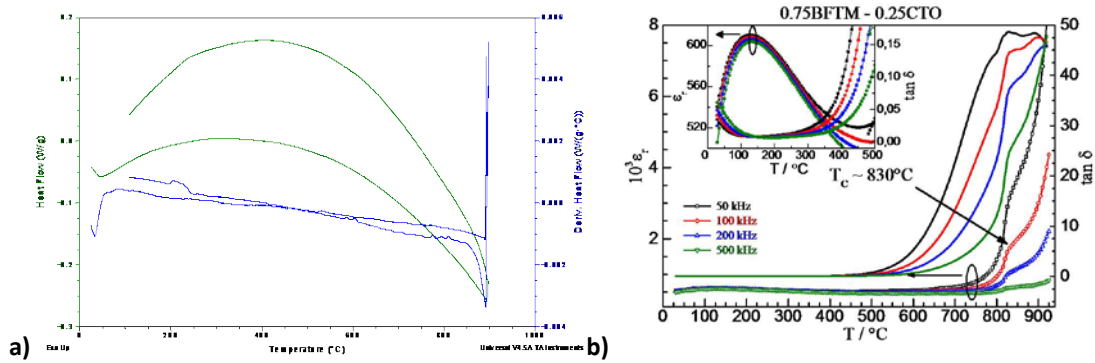 0.2
0.006
0.1
0.004
0.0
0.002
-0.1
0.000
-0.2
-0.002
-0.3
-0.004
Heat Flow (W/g)
Deriv. Heat Flow (W/(g·°C))
0
200
400
600
800
1000
Exo Up
Temperature (°C)
Universal V4.5A TA Instruments
a)
0.75BFTM - 0.25CTO
8
6
4
2
10³εr
50
40
30
20
10
0
tan δ
600
560
520
εr
0,15
0,10
0,05
0,00
tan δ
0 100 200 300 400 500
T / °C
TC ~ 830°C
50 kHz
100 kHz
200 kHz
500 kHz
0 100 200 300 400 500 600 700 800 900
T / °C
b)